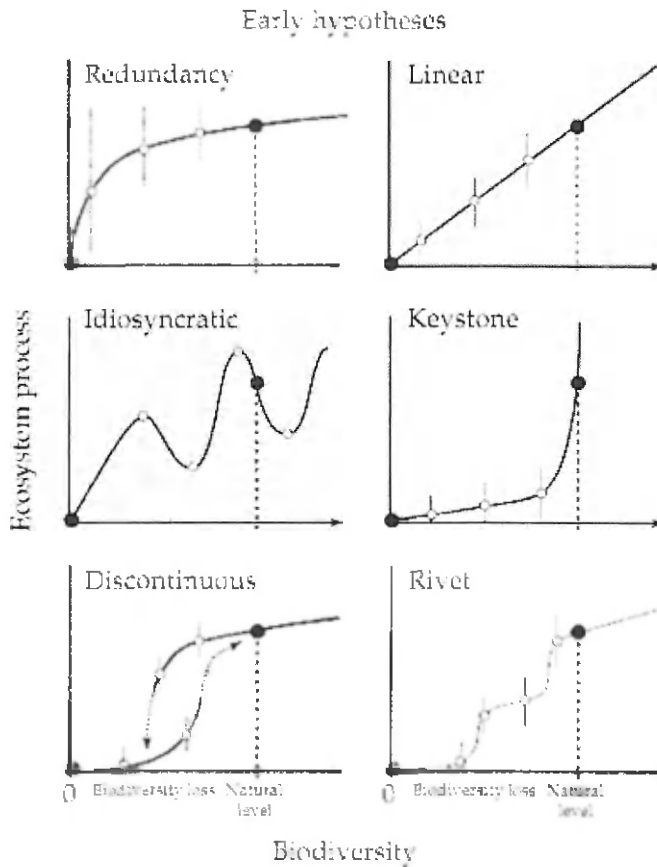 Early hypotheses
Redundancy
Linear
Idiosyncratic
Keystone
Ecosystem process
Discontinuous
Rivet
0
Biodiversity loss
Natural
level
0
Biodiversity loss
Natural
level
Biodiversity